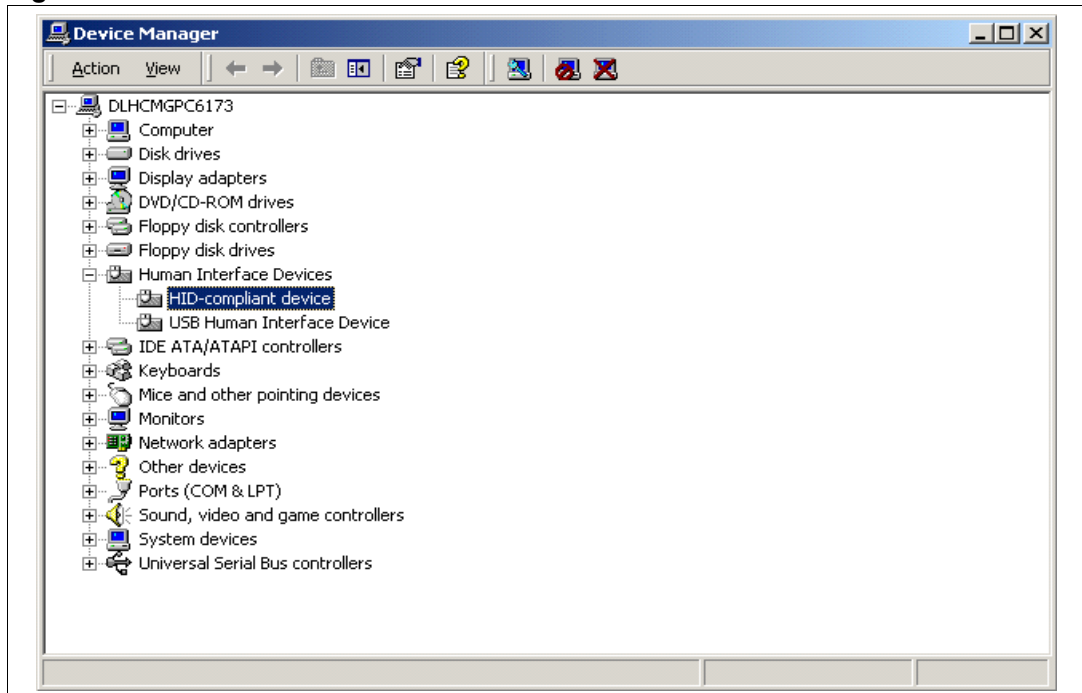 Device Manager
Action View
DLHCMGPC6173
Computer
Disk drives
Display adapters
DVD/CD-ROM drives
Floppy disk controllers
Floppy disk drives
Human Interface Devices
HID-compliant device
USB Human Interface Device
IDE ATA/ATAPI controllers
Keyboards
Mice and other pointing devices
Monitors
Network adapters
Other devices
Ports (COM & LPT)
Sound, video and game controllers
System devices
Universal Serial Bus controllers